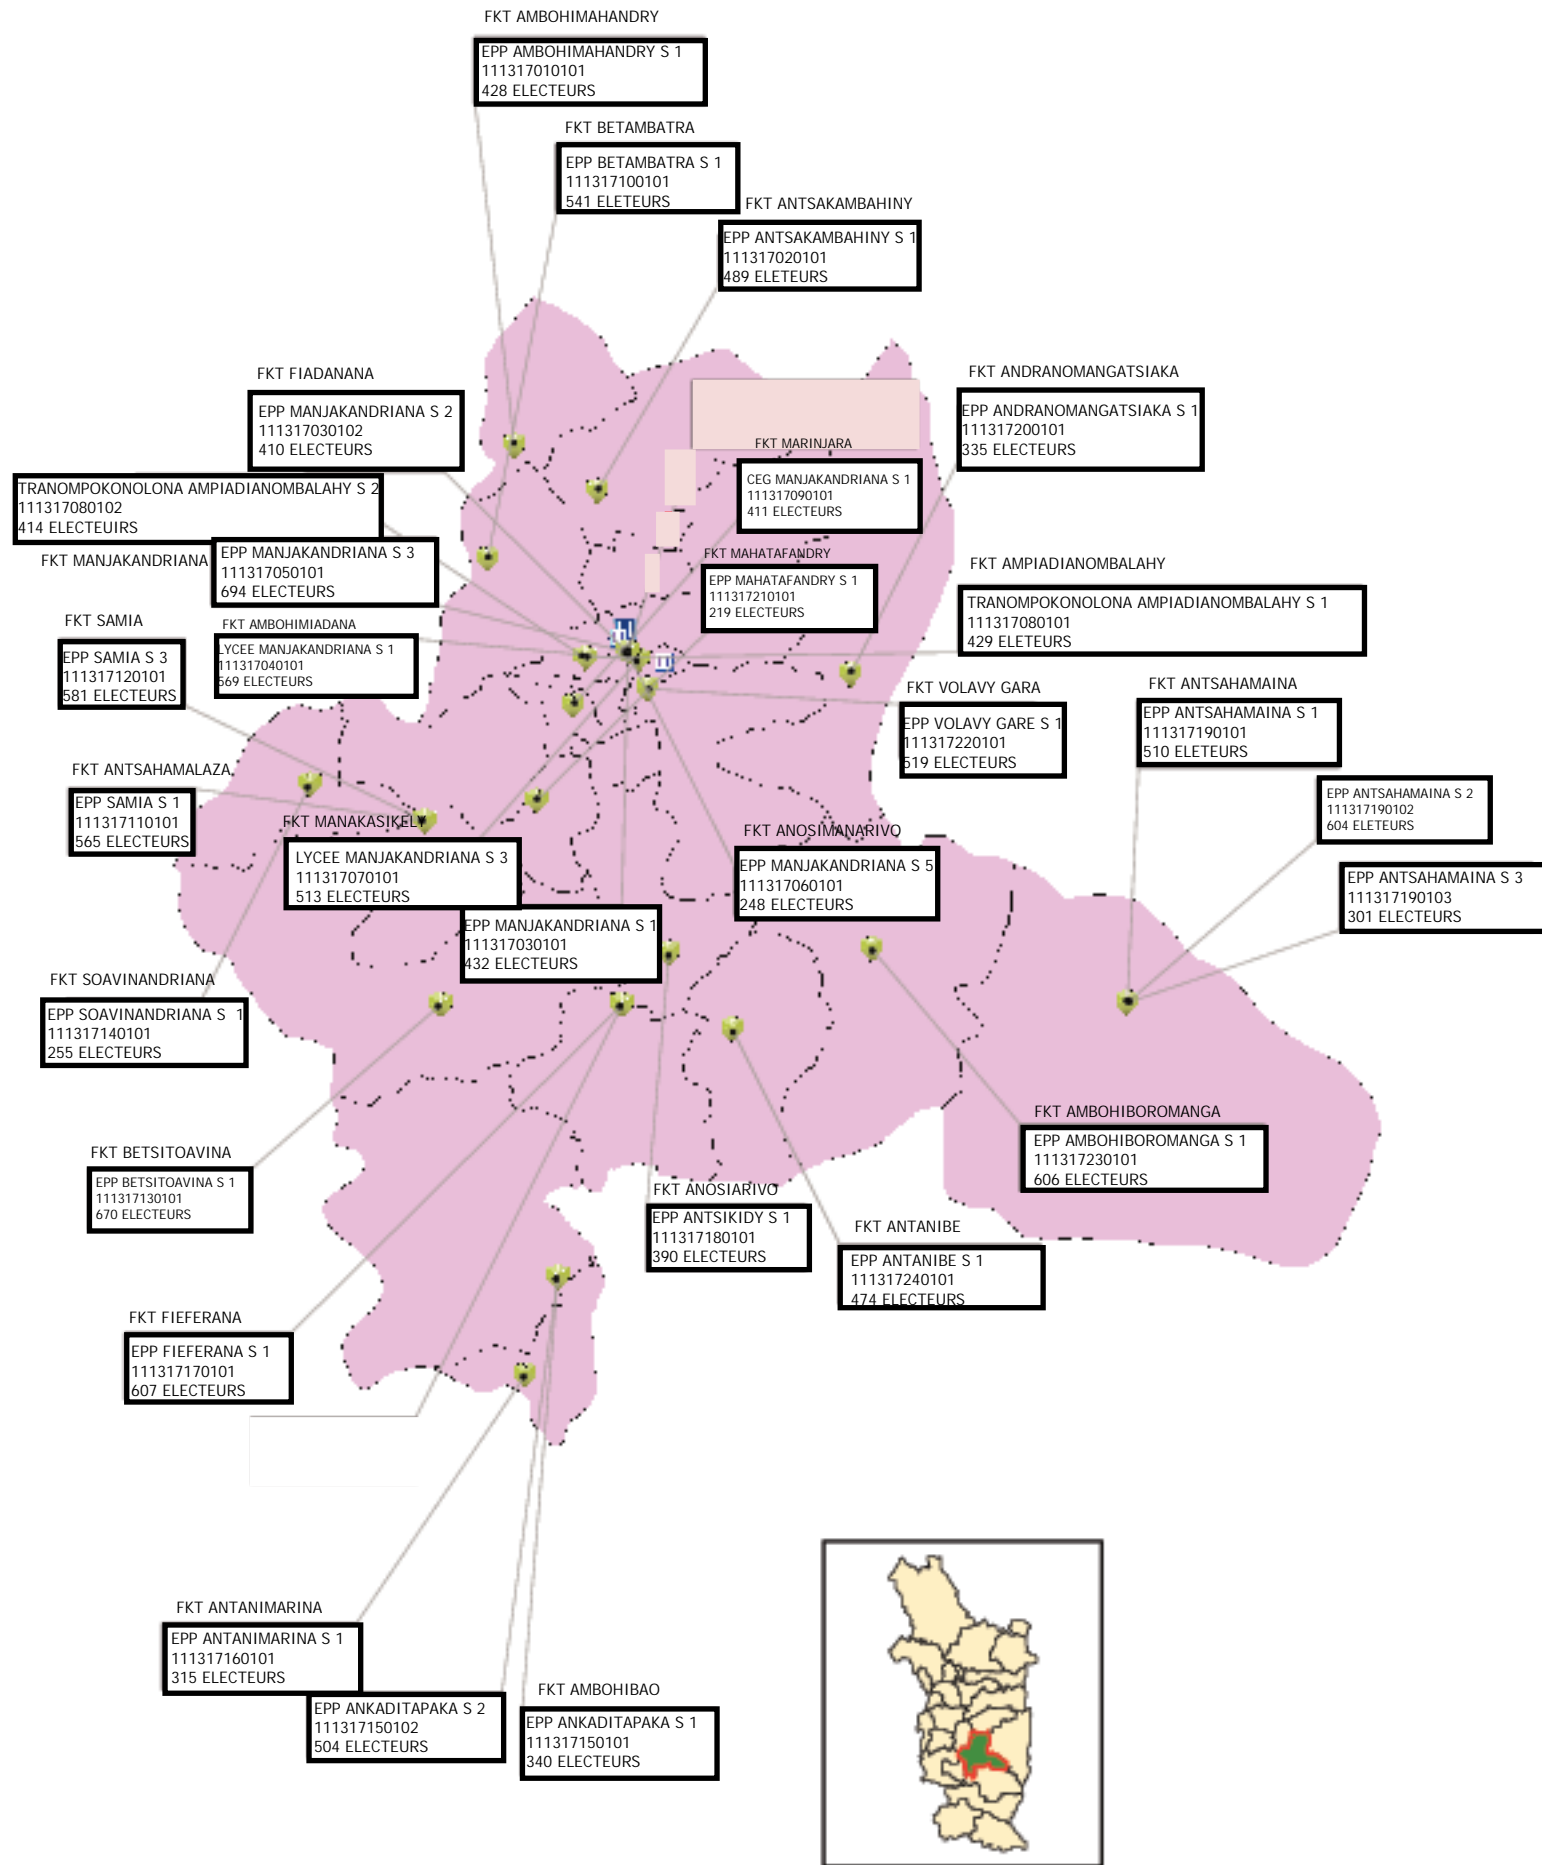 FKT AMBOHIMAHANDRY
EPP AMBOHIMAHANDRY S 1
111317010101
428 ELECTEURS
FKT BETAMBATRA
EPP BETAMBATRA S 1
111317100101
541 ELETEURS
FKT ANTSAKAMBAHINY
EPP ANTSAKAMBAHINY S 1
111317020101
489 ELETEURS
FKT FIADANANA
EPP MANJAKANDRIANA S 2
111317030102
410 ELECTEURS
FKT ANDRANOMANGATSIAKA
EPP ANDRANOMANGATSIAKA S 1
111317200101
335 ELECTEURS
FKT MARINJARA
CEG MANJAKANDRIANA S 1
111317090101
411 ELECTEURS
TRANOMPOKONOLONA AMPIADIANOMBALAHY S 2
111317080102
414 ELECTEUIRS
FKT MANJAKANDRIANA
EPP MANJAKANDRIANA S 3
111317050101
694 ELECTEURS
FKT MAHATAFANDRY
EPP MAHATAFANDRY S 1
111317210101
219 ELECTEURS
FKT AMPIADIANOMBALAHY
TRANOMPOKONOLONA AMPIADIANOMBALAHY S 1
111317080101
429 ELETEURS
FKT SAMIA
EPP SAMIA S 3
111317120101
581 ELECTEURS
FKT AMBOHIMIADANA
LYCEE MANJAKANDRIANA S 1
111317040101
569 ELECTEURS
FKT VOLAVY GARA
EPP VOLAVY GARE S 1
111317220101
519 ELECTEURS
FKT ANTSAHAMAINA
EPP ANTSAHAMAINA S 1
111317190101
510 ELETEURS
EPP ANTSAHAMAINA S 2
111317190102
604 ELETEURS
EPP ANTSAHAMAINA S 3
111317190103
301 ELECTEURS
FKT ANTSAHAMALAZA
EPP SAMIA S 1
111317110101
565 ELECTEURS
FKT MANAKASIKELY
LYCEE MANJAKANDRIANA S 3
111317070101
513 ELECTEURS
FKT ANOSIMANARIVO
EPP MANJAKANDRIANA S 5
111317060101
248 ELECTEURS
EPP MANJAKANDRIANA S 1
111317030101
432 ELECTEURS
FKT SOAVINANDRIANA
EPP SOAVINANDRIANA S 1
111317140101
255 ELECTEURS
FKT BETSITOAVINA
EPP BETSITOAVINA S 1
111317130101
670 ELECTEURS
FKT AMBOHIBOROMANGA
EPP AMBOHIBOROMANGA S 1
111317230101
606 ELECTEURS
FKT ANOSIARIVO
EPP ANTSIKIDY S 1
111317180101
390 ELECTEURS
FKT ANTANIBE
EPP ANTANIBE S 1
111317240101
474 ELECTEURS
FKT FIEFERANA
EPP FIEFERANA S 1
111317170101
607 ELECTEURS
FKT ANTANIMARINA
EPP ANTANIMARINA S 1
111317160101
315 ELECTEURS
EPP ANKADITAPAKA S 2
111317150102
504 ELECTEURS
FKT AMBOHIBAO
EPP ANKADITAPAKA S 1
111317150101
340 ELECTEURS